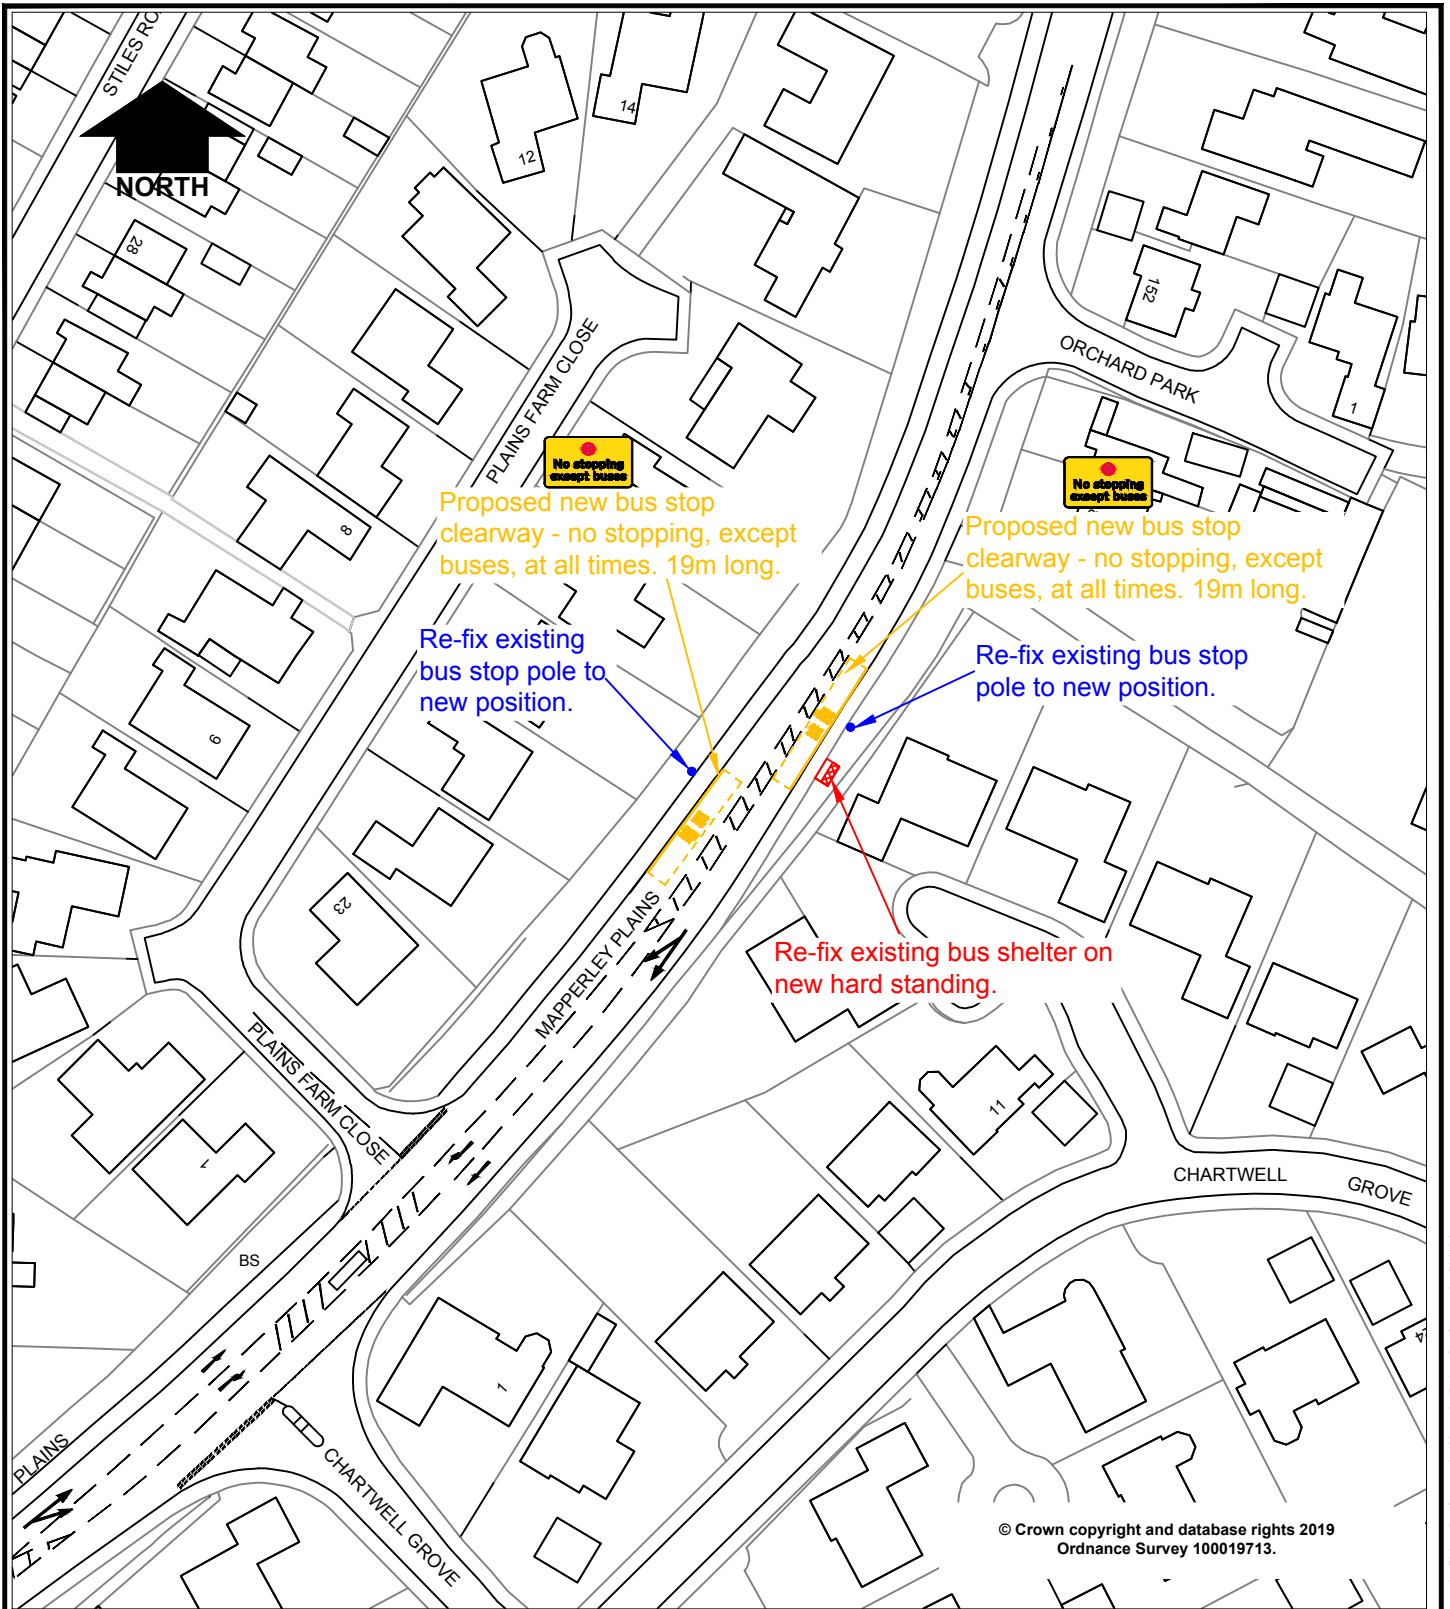 STILES RO
NORTH
14
12
28
152
ORCHARD PARK
1
PLAINS FARM CLOSE
No stopping
except buses
No stopping
except buses
Proposed new bus stop
clearway - no stopping, except
buses, at all times. 19m long.
Proposed new bus stop
clearway - no stopping, except
buses, at all times. 19m long.
8
Re-fix existing
bus stop pole to
new position.
Re-fix existing bus stop
pole to new position.
9
23
MAPPERLEY PLAINS
Re-fix existing bus shelter on
new hard standing.
PLAINS FARM CLOSE
11
1
CHARTWELL GROVE
BS
1
24
PLAINS
CHARTWELL GROVE
© Crown copyright and database rights 2019
Ordnance Survey 100019713.